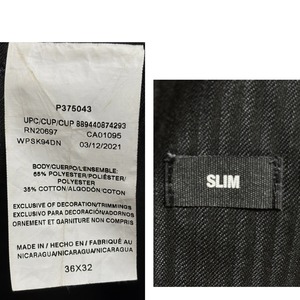 P375043
UPC/CUP/CUP 889440874293
RN20697 CA01095
WPSK94DN 03/12/2021
BODY/CUERPO/L'ENSEMBLE:
65% POLYESTER/POLIÉSTER/
POLYESTER
35% COTTON/ALGODÓN/COTON
EXCLUSIVE OF DECORATION/TRIMMINGS
EXCLUSIVO PARA DECORACIÓN/ADORNOS
ORNEMENT ET GARNITURE NON COMPRIS
MADE IN / HECHO EN / FABRIQUÉ AU
NICARAGUA/NICARAGUA/NICARAGUA
36X32
SLIM